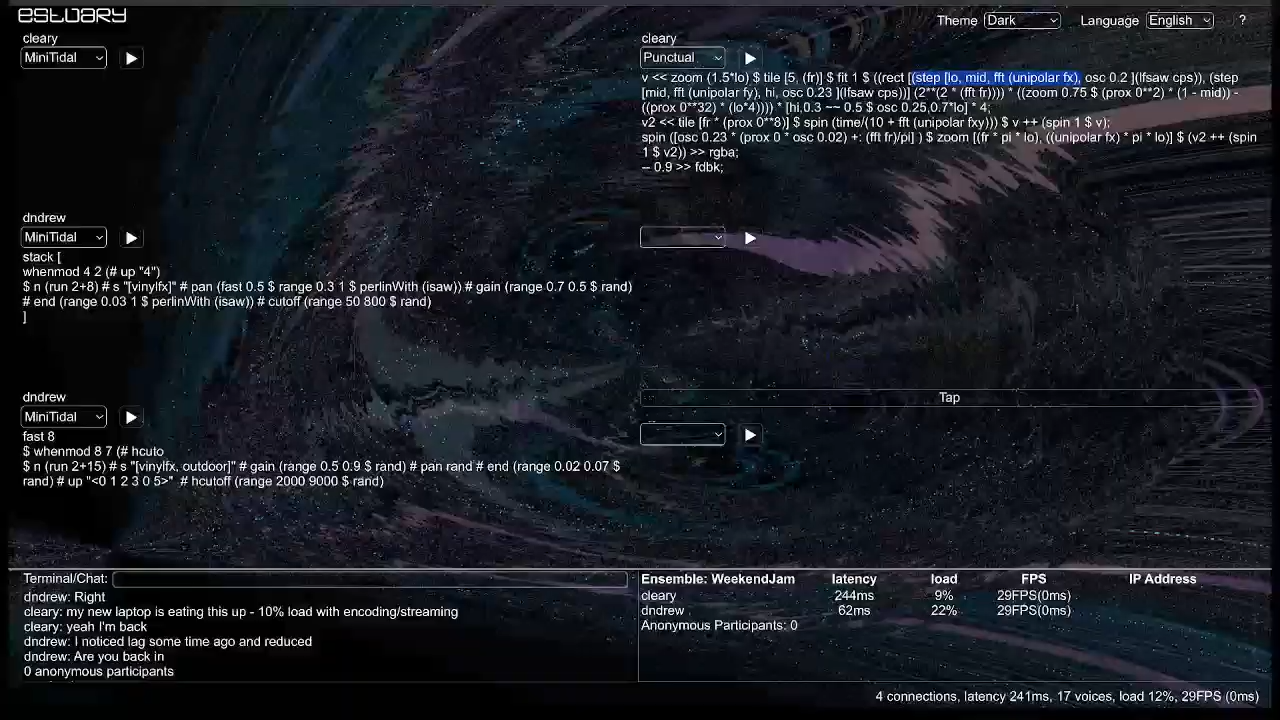 estuary
Theme Dark Language English ?
cleary
MiniTidal
cleary
Punctual
v << zoom (1.5*lo) $ tile [5, (fr)] $ fit 1 $ ((rect [(step [lo, mid, fft (unipolar fx), osc 0.2 ](lfsaw cps)), (step
[mid, fft (unipolar fy), hi, osc 0.23 ](lfsaw cps))] (2**(2 * (fft fr)))) * ((zoom 0.75 $ (prox 0**2) * (1 - mid)) -
((prox 0**32) * (lo*4)))) * [hi,0.3 ~~ 0.5 $ osc 0.25,0.7*lo] * 4;
v2 << tile [fr * (prox 0**8)] $ spin (time/(10 + fft (unipolar fxy))) $ v ++ (spin 1 $ v);
spin ([osc 0.23 * (prox 0 * osc 0.02) +: (fft fr)/pi] ) $ zoom [(fr * pi * lo), ((unipolar fx) * pi * lo)] $ (v2 ++ (spin
1 $ v2)) >> rgba;
-- 0.9 >> fdbk;
dndrew
MiniTidal
stack [
whenmod 4 2 (# up "4")
$ n (run 2+8) # s "[vinylfx]" # pan (fast 0.5 $ range 0.3 1 $ perlinWith (isaw)) # gain (range 0.7 0.5 $ rand)
# end (range 0.03 1 $ perlinWith (isaw)) # cutoff (range 50 800 $ rand)
]
Tap
dndrew
MiniTidal
fast 8
$ whenmod 8 7 (# hcuto
$ n (run 2+15) # s "[vinylfx, outdoor]" # gain (range 0.5 0.9 $ rand) # pan rand # end (range 0.02 0.07 $
rand) # up "<0 1 2 3 0 5>" # hcutoff (range 2000 9000 $ rand)
Terminal/Chat:
dndrew: Right
cleary: my new laptop is eating this up - 10% load with encoding/streaming
cleary: yeah I'm back
dndrew: I noticed lag some time ago and reduced
dndrew: Are you back in
0 anonymous participants
Ensemble: WeekendJam latency load FPS IP Address
cleary 244ms 9% 29FPS(0ms)
dndrew 62ms 22% 29FPS(0ms)
Anonymous Participants: 0
4 connections, latency 241ms, 17 voices, load 12%, 29FPS (0ms)